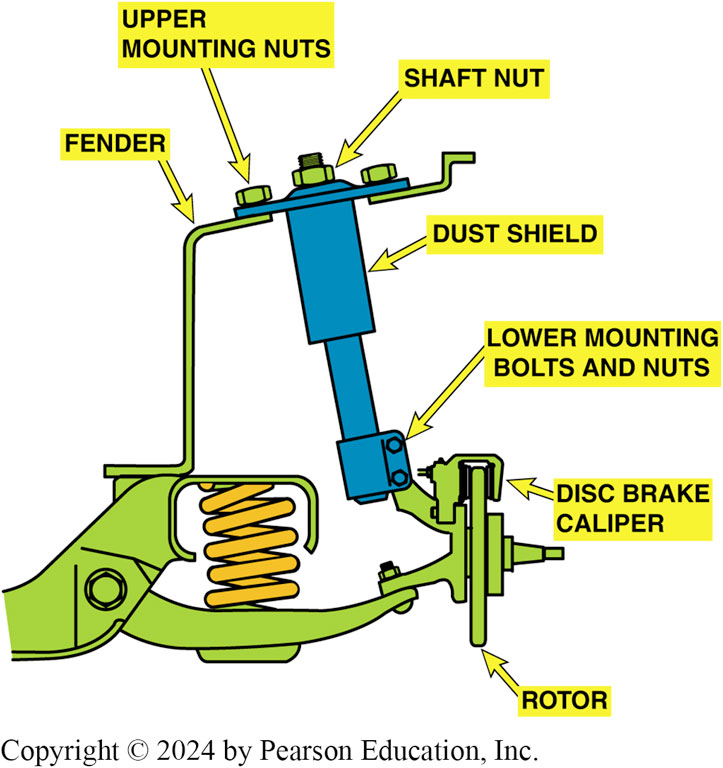 UPPER
MOUNTING NUTS
SHAFT NUT
FENDER
DUST SHIELD
LOWER MOUNTING
BOLTS AND NUTS
DISC BRAKE
CALIPER
ROTOR
Copyright © 2024 by Pearson Education, Inc.